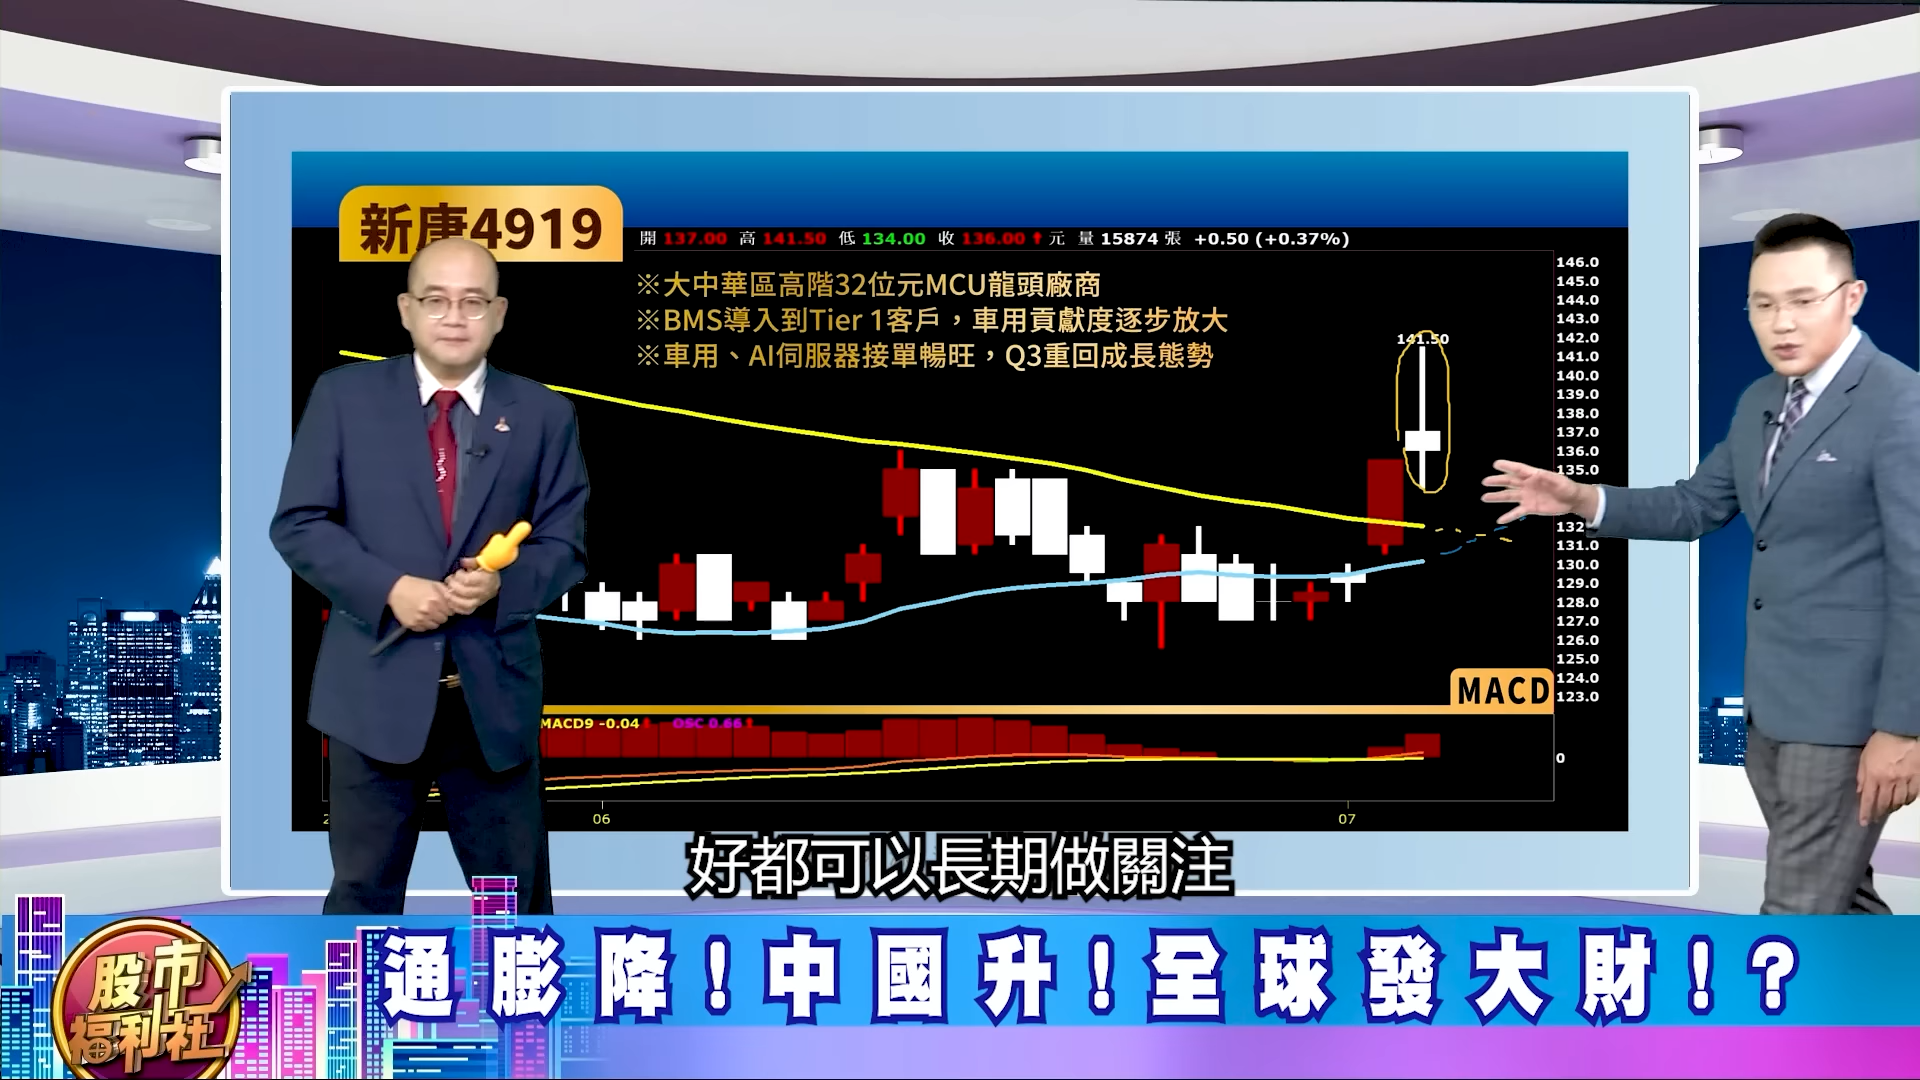 新唐4919
開 137.00 高 141.50 低 134.00 收 136.00 元 量 15874 張 +0.50 (+0.37%)
※大中華區高階32位元MCU龍頭廠商
※BMS導入到Tier 1客戶，車用貢獻度逐步放大
※車用、AI伺服器接單暢旺，Q3重回成長態勢
141.50
146.0
145.0
144.0
143.0
142.0
141.0
140.0
139.0
138.0
137.0
136.0
135.0
132
131.0
130.0
129.0
128.0
127.0
126.0
125.0
124.0
123.0
MACD
MACD9 -0.04 OSC 0.66
0
06 07
好都可以長期做關注
通膨降!中國升!全球發大財!?
股市
福利社